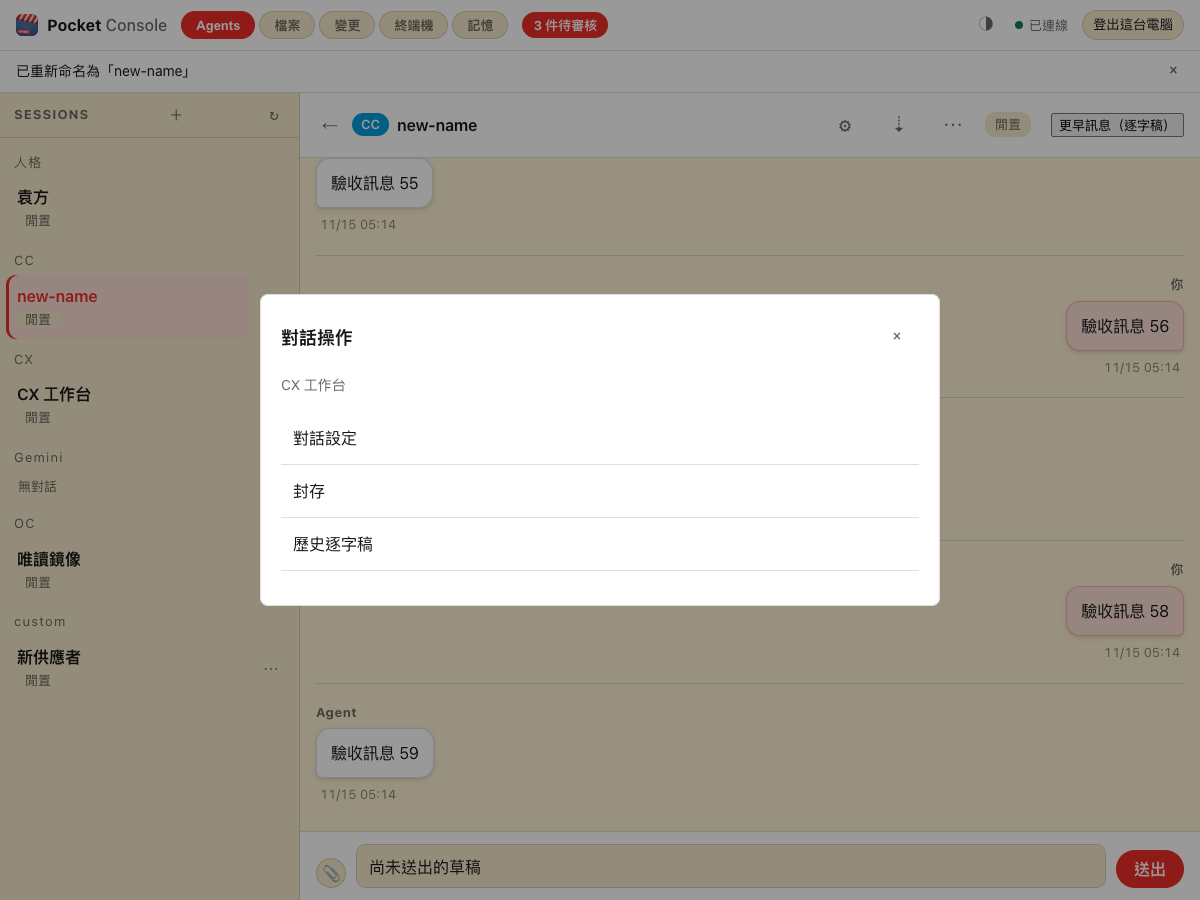 Pocket Console
Agents
檔案
變更
終端機
記憶
3 件待審核
已連線
登出這台電腦
已重新命名為「new-name」
×
SESSIONS
+
↻
人格
袁方
閒置
CC
new-name
閒置
CX
CX 工作台
閒置
Gemini
無對話
OC
唯讀鏡像
閒置
custom
新供應者
閒置
…
←
CC
new-name
⚙
⇣
…
閒置
更早訊息（逐字稿）
驗收訊息 55
11/15 05:14
你
驗收訊息 56
11/15 05:14
對話操作
×
CX 工作台
對話設定
封存
歷史逐字稿
你
驗收訊息 58
11/15 05:14
Agent
驗收訊息 59
11/15 05:14
尚未送出的草稿
送出